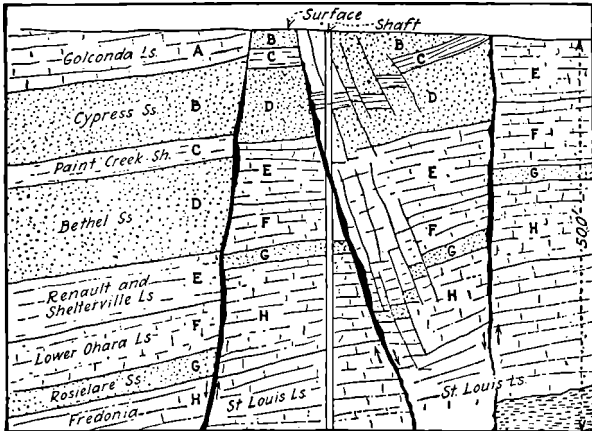 Surface
Shaft
Golconda Ls. A
Cypress Ss. B
Paint Creek Sh. C
Bethel Ss D
Renault and
Shelterville Ls E
Lower Ohara Ls F
Rosielare Ss. G
Fredonia H
B
C
D
E
F
G
H
St Louis Ls.
B
C
D
E
F
G
H
St. Louis Ls.
A
E
F
G
H
500'